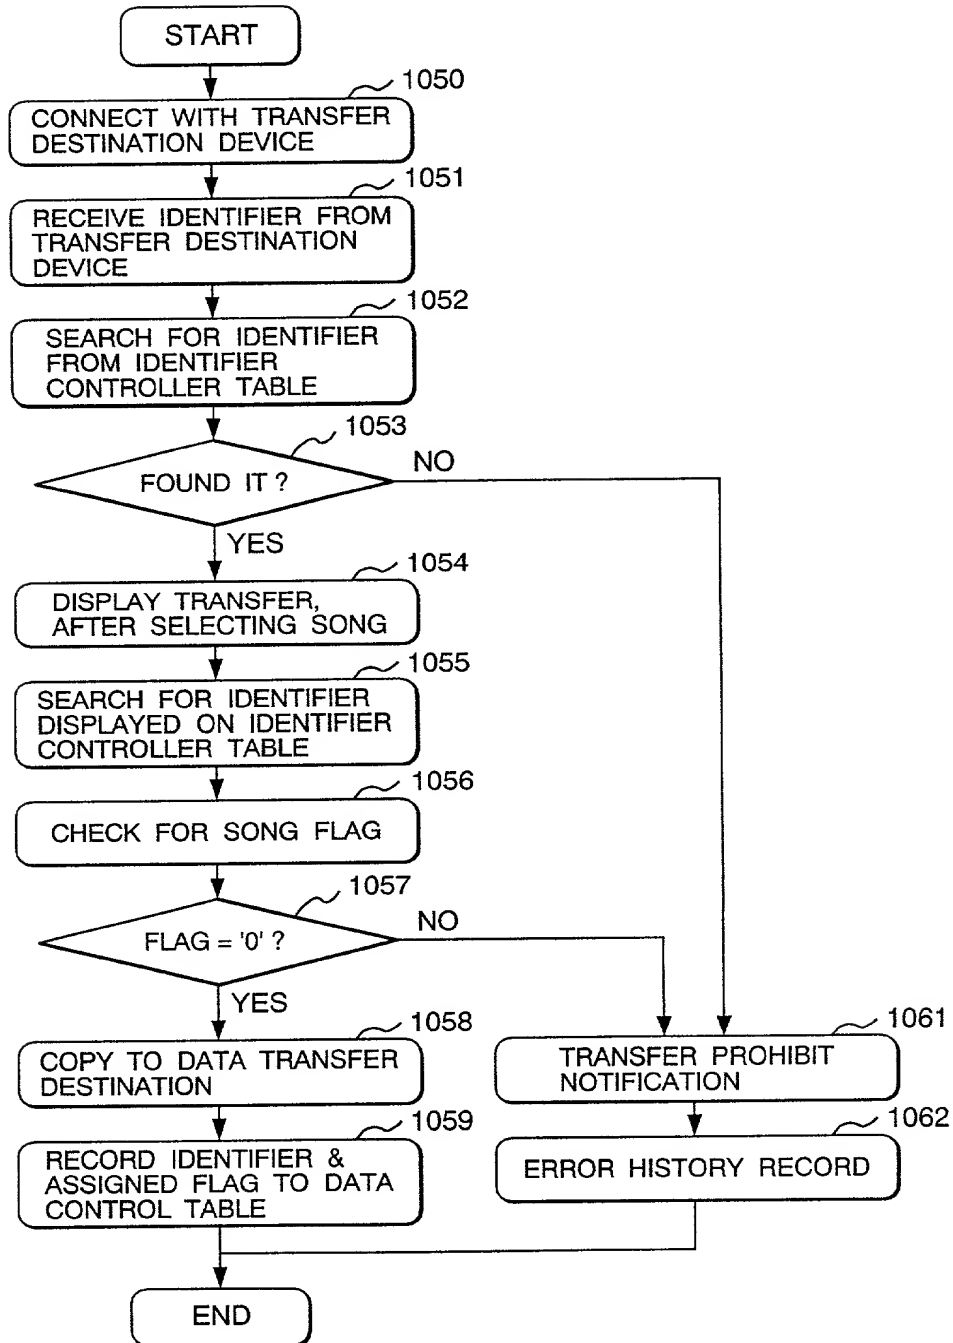 START
1050
CONNECT WITH TRANSFER
DESTINATION DEVICE
1051
RECEIVE IDENTIFIER FROM
TRANSFER DESTINATION
DEVICE
1052
SEARCH FOR IDENTIFIER
FROM IDENTIFIER
CONTROLLER TABLE
1053
FOUND IT ?
NO
YES
1054
DISPLAY TRANSFER,
AFTER SELECTING SONG
1055
SEARCH FOR IDENTIFIER
DISPLAYED ON IDENTIFIER
CONTROLLER TABLE
1056
CHECK FOR SONG FLAG
1057
FLAG = '0' ?
NO
YES
1058
COPY TO DATA TRANSFER
DESTINATION
1059
RECORD IDENTIFIER &
ASSIGNED FLAG TO DATA
CONTROL TABLE
1061
TRANSFER PROHIBIT
NOTIFICATION
1062
ERROR HISTORY RECORD
END